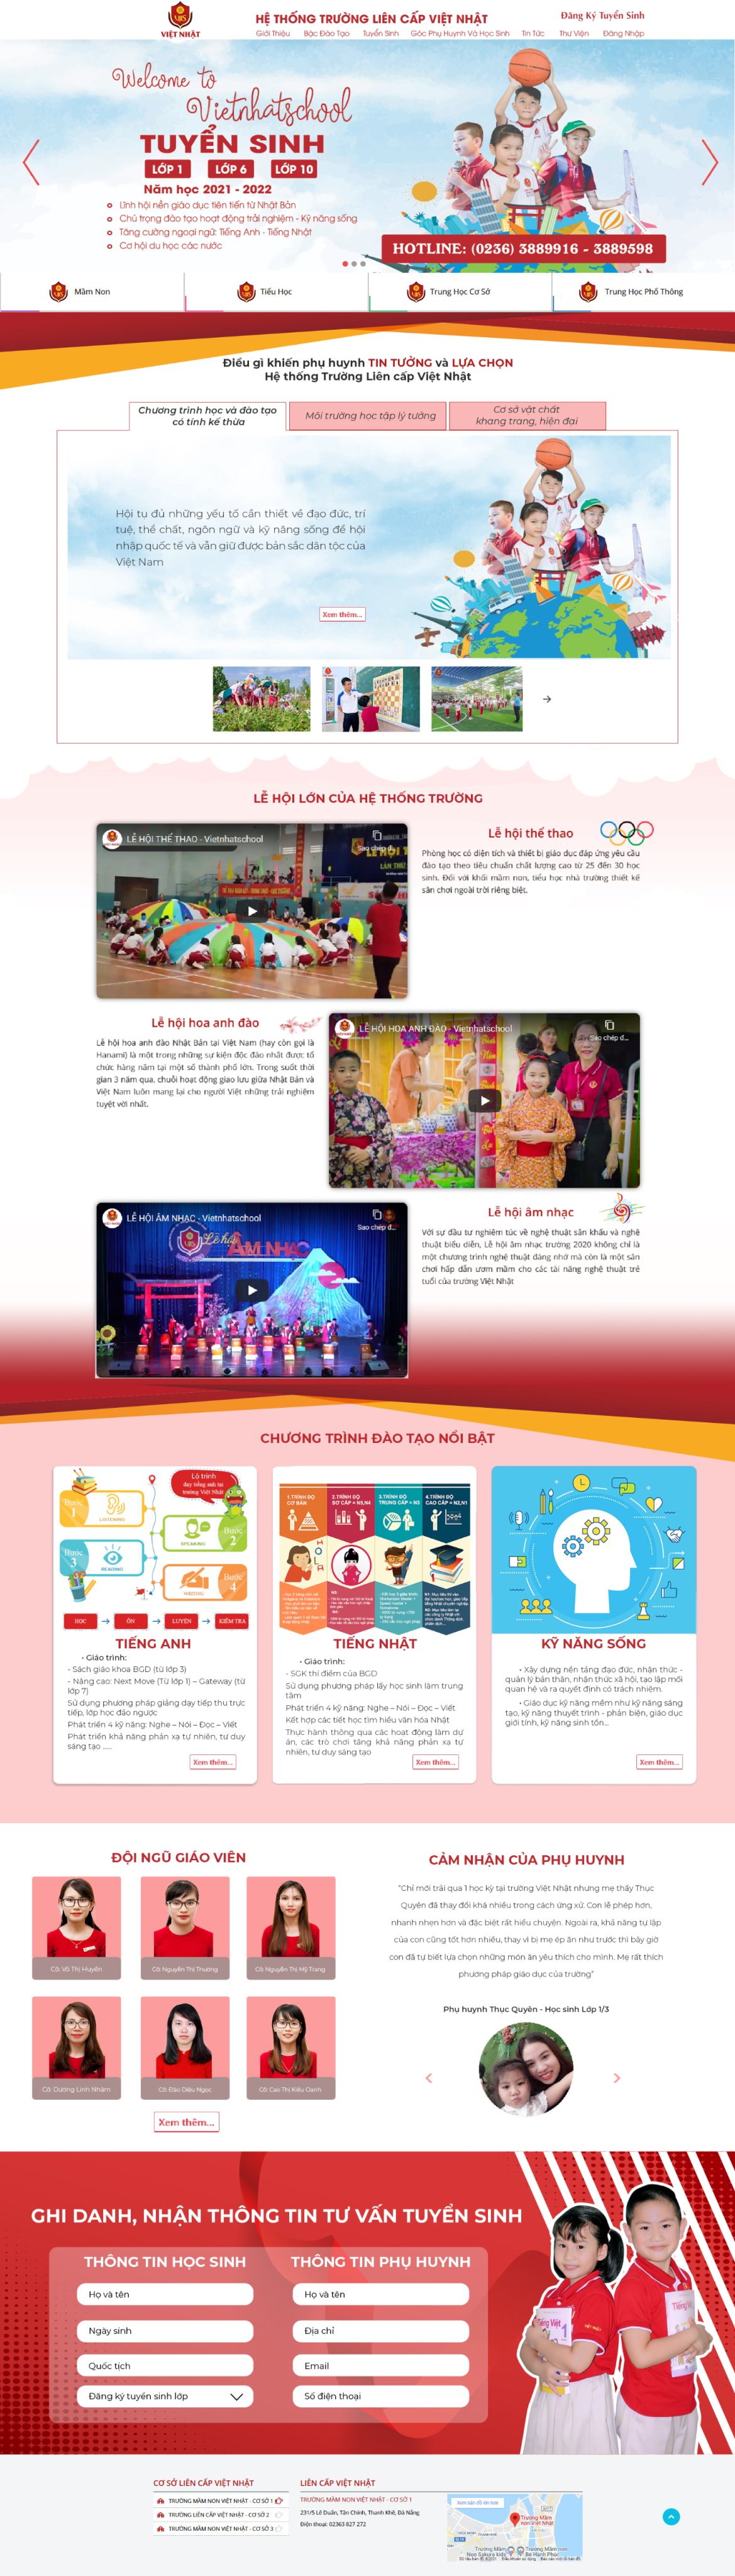 VIỆT NHẬT
HỆ THỐNG TRƯỜNG LIÊN CẤP VIỆT NHẬT
Đăng Ký Tuyển Sinh
Giới Thiệu Bậc Đào Tạo Tuyển Sinh Góc Phụ Huynh Và Học Sinh Tin Tức Thư Viện Đăng Nhập
Welcome to
Vietnhatschool
TUYỂN SINH
LỚP 1 LỚP 6 LỚP 10
Năm học 2021 - 2022
Lĩnh hội nền giáo dục tiên tiến từ Nhật Bản
Chú trọng đào tạo hoạt động trải nghiệm - Kỹ năng sống
Tăng cường ngoại ngữ: Tiếng Anh - Tiếng Nhật
Cơ hội du học các nước
HOTLINE: (0236) 3889916 - 3889598
Mầm Non
Tiểu Học
Trung Học Cơ Sở
Trung Học Phổ Thông
Điều gì khiến phụ huynh TIN TƯỞNG và LỰA CHỌN
Hệ thống Trường Liên cấp Việt Nhật
Chương trình học và đào tạo
có tính kế thừa
Môi trường học tập lý tưởng
Cơ sở vật chất
khang trang, hiện đại
Hội tụ đủ những yếu tố cần thiết về đạo đức, trí
tuệ, thể chất, ngôn ngữ và kỹ năng sống để hội
nhập quốc tế và vẫn giữ được bản sắc dân tộc của
Việt Nam
Xem thêm...
LỄ HỘI LỚN CỦA HỆ THỐNG TRƯỜNG
LỄ HỘI THỂ THAO - Vietnhatschool
Sao chép đ...
Lễ hội thể thao
Phòng học có diện tích và thiết bị giáo dục đáp ứng yêu cầu
đào tạo theo tiêu chuẩn chất lượng cao từ 25 đến 30 học
sinh. Đối với khối mầm non, tiểu học nhà trường thiết kế
sân chơi ngoài trời riêng biệt.
Lễ hội hoa anh đào
Lễ hội hoa anh đào Nhật Bản tại Việt Nam (hay còn gọi là
Hanami) là một trong những sự kiện độc đáo nhất được tổ
chức hàng năm tại một số thành phố lớn. Trong suốt thời
gian 3 năm qua, chuỗi hoạt động giao lưu giữa Nhật Bản và
Việt Nam luôn mang lại cho người Việt những trải nghiệm
tuyệt vời nhất.
LỄ HỘI HOA ANH ĐÀO - Vietnhatschool
Sao chép đ...
LỄ HỘI ÂM NHẠC - Vietnhatschool
Sao chép đ...
Lễ hội
ÂM NHẠC
Lễ hội âm nhạc
Với sự đầu tư nghiêm túc về nghệ thuật sân khấu và nghệ
thuật biểu diễn, Lễ hội âm nhạc trường 2020 không chỉ là
một chương trình nghệ thuật đáng nhớ mà còn là một sân
chơi hấp dẫn ươm mầm cho các tài năng nghệ thuật trẻ
tuổi của trường Việt Nhật
CHƯƠNG TRÌNH ĐÀO TẠO NỔI BẬT
Lộ trình
dạy tiếng anh tại
trường Việt Nhật
Bước
1
LISTENING
SPEAKING
Bước
2
Bước
3
READING
WRITING
Bước
4
HỌC ÔN LUYỆN KIỂM TRA
TIẾNG ANH
• Giáo trình:
- Sách giáo khoa BGD (từ lớp 3)
- Nâng cao: Next Move (Từ lớp 1) – Gateway (từ
lớp 7)
Sử dụng phương pháp giảng dạy tiếp thu trực
tiếp, lớp học đảo ngược
Phát triển 4 kỹ năng: Nghe – Nói – Đọc – Viết
Phát triển khả năng phản xạ tự nhiên, tư duy
sáng tạo .....
Xem thêm...
1.TRÌNH ĐỘ
CƠ BẢN
2.TRÌNH ĐỘ
SƠ CẤP = N5,N4
3.TRÌNH ĐỘ
TRUNG CẤP = N3
4.TRÌNH ĐỘ
CAO CẤP = N2,N1
HOLA
TIẾNG NHẬT
• Giáo trình:
- SGK thí điểm của BGD
Sử dụng phương pháp lấy học sinh làm trung
tâm
Phát triển 4 kỹ năng: Nghe – Nói – Đọc – Viết
Kết hợp các tiết học tìm hiểu văn hóa Nhật
Thực hành thông qua các hoạt động làm dự
án, các trò chơi tăng khả năng phản xạ tự
nhiên, tư duy sáng tạo
Xem thêm...
KỸ NĂNG SỐNG
• Xây dựng nền tảng đạo đức, nhận thức -
quản lý bản thân, nhận thức xã hội, tạo lập mối
quan hệ và ra quyết định có trách nhiệm.
• Giáo dục kỹ năng mềm như kỹ năng sáng
tạo, kỹ năng thuyết trình - phản biện, giáo dục
giới tính, kỹ năng sinh tồn...
Xem thêm...
ĐỘI NGŨ GIÁO VIÊN
Cô: Võ Thị Huyền
Cô: Nguyễn Thị Thương
Cô: Nguyễn Thị Mỹ Trang
Cô: Dương Linh Nhâm
Cô: Đào Diệu Ngọc
Cô: Cao Thị Kiều Oanh
Xem thêm...
CẢM NHẬN CỦA PHỤ HUYNH
"Chỉ mới trải qua 1 học kỳ tại trường Việt Nhật nhưng mẹ thấy Thục
Quyên đã thay đổi khá nhiều trong cách ứng xử. Con lễ phép hơn,
nhanh nhẹn hơn và đặc biệt rất hiểu chuyện. Ngoài ra, khả năng tự lập
của con cũng tốt hơn nhiều, thay vì bị mẹ ép ăn như trước thì bây giờ
con đã tự biết lựa chọn những món ăn yêu thích cho mình. Mẹ rất thích
phương pháp giáo dục của trường"
Phụ huynh Thục Quyên - Học sinh Lớp 1/3
GHI DANH, NHẬN THÔNG TIN TƯ VẤN TUYỂN SINH
THÔNG TIN HỌC SINH
THÔNG TIN PHỤ HUYNH
Họ và tên
Họ và tên
Ngày sinh
Địa chỉ
Quốc tịch
Email
Đăng ký tuyển sinh lớp
Số điện thoại
Tiếng Việt
1
Tiếng
CƠ SỞ LIÊN CẤP VIỆT NHẬT
TRƯỜNG MẦM NON VIỆT NHẬT - CƠ SỞ 1
TRƯỜNG LIÊN CẤP VIỆT NHẬT - CƠ SỞ 2
TRƯỜNG MẦM NON VIỆT NHẬT - CƠ SỞ 3
LIÊN CẤP VIỆT NHẬT
TRƯỜNG MẦM NON VIỆT NHẬT - CƠ SỞ 1
231/5 Lê Duẩn, Tân Chính, Thanh Khê, Đà Nẵng
Điện thoại: 02363 827 272
Xem bản đồ lớn hơn
Trường Mầm
non Việt Nhật